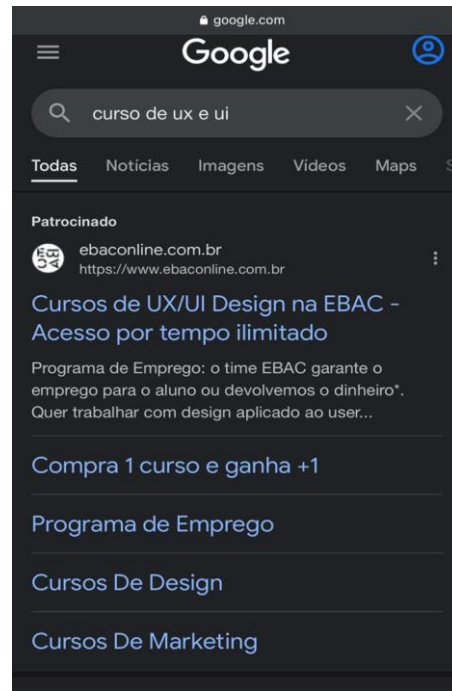 google.com
Google
curso de ux e ui
Todas Notícias Imagens Vídeos Maps S
Patrocinado
EBAC
ebaconline.com.br
https://www.ebaconline.com.br
Cursos de UX/UI Design na EBAC -
Acesso por tempo ilimitado
Programa de Emprego: o time EBAC garante o
emprego para o aluno ou devolvemos o dinheiro*.
Quer trabalhar com design aplicado ao user...
Compra 1 curso e ganha +1
Programa de Emprego
Cursos De Design
Cursos De Marketing